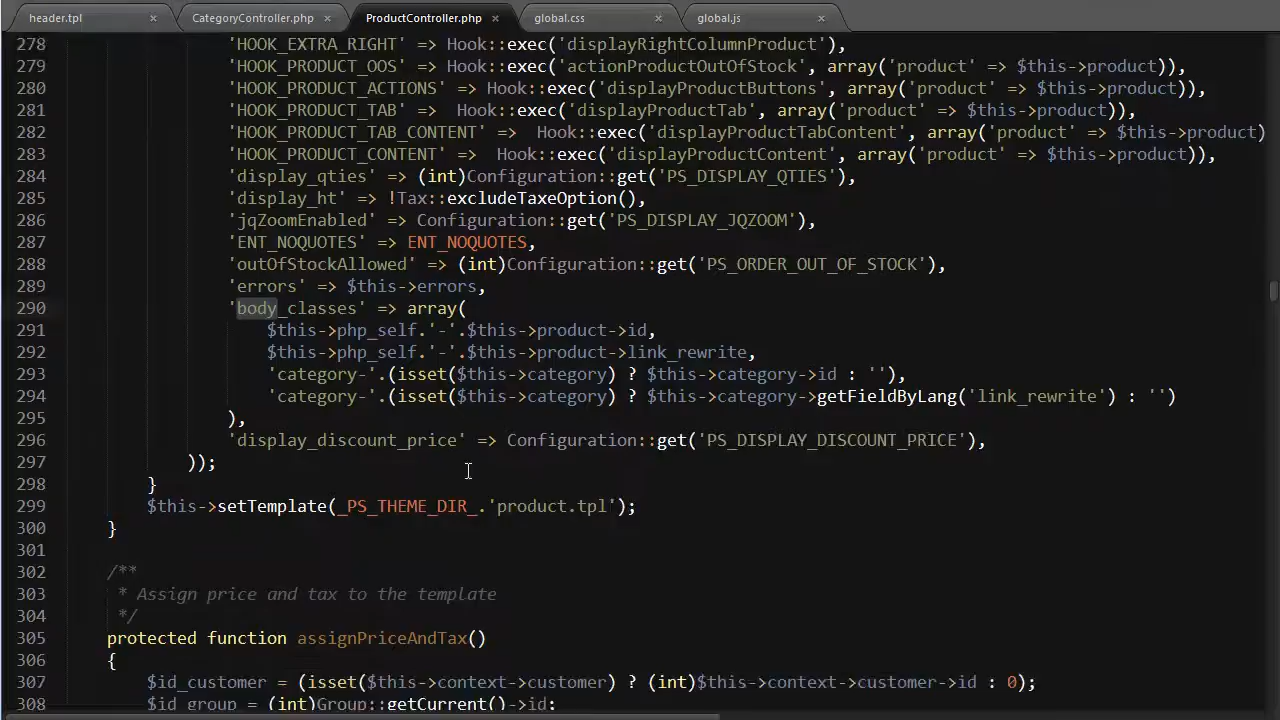 header.tpl × CategoryController.php × ProductController.php × global.css × global.js ×
278 'HOOK_EXTRA_RIGHT' => Hook::exec('displayRightColumnProduct'),
279 'HOOK_PRODUCT_OOS' => Hook::exec('actionProductOutOfStock', array('product' => $this->product)),
280 'HOOK_PRODUCT_ACTIONS' => Hook::exec('displayProductButtons', array('product' => $this->product)),
281 'HOOK_PRODUCT_TAB' =>  Hook::exec('displayProductTab', array('product' => $this->product)),
282 'HOOK_PRODUCT_TAB_CONTENT' =>  Hook::exec('displayProductTabContent', array('product' => $this->product)
283 'HOOK_PRODUCT_CONTENT' =>  Hook::exec('displayProductContent', array('product' => $this->product)),
284 'display_qties' => (int)Configuration::get('PS_DISPLAY_QTIES'),
285 'display_ht' => !Tax::excludeTaxeOption(),
286 'jqZoomEnabled' => Configuration::get('PS_DISPLAY_JQZOOM'),
287 'ENT_NOQUOTES' => ENT_NOQUOTES,
288 'outOfStockAllowed' => (int)Configuration::get('PS_ORDER_OUT_OF_STOCK'),
289 'errors' => $this->errors,
290 'body_classes' => array(
291 $this->php_self.'-'.$this->product->id,
292 $this->php_self.'-'.$this->product->link_rewrite,
293 'category-'.(isset($this->category) ? $this->category->id : ''),
294 'category-'.(isset($this->category) ? $this->category->getFieldByLang('link_rewrite') : '')
295 ),
296 'display_discount_price' => Configuration::get('PS_DISPLAY_DISCOUNT_PRICE'),
297 ));
298 }
299 $this->setTemplate(_PS_THEME_DIR_.'product.tpl');
300 }
301
302 /**
303 * Assign price and tax to the template
304 */
305 protected function assignPriceAndTax()
306 {
307 $id_customer = (isset($this->context->customer) ? (int)$this->context->customer->id : 0);
308 $id_group = (int)Group::getCurrent()->id;